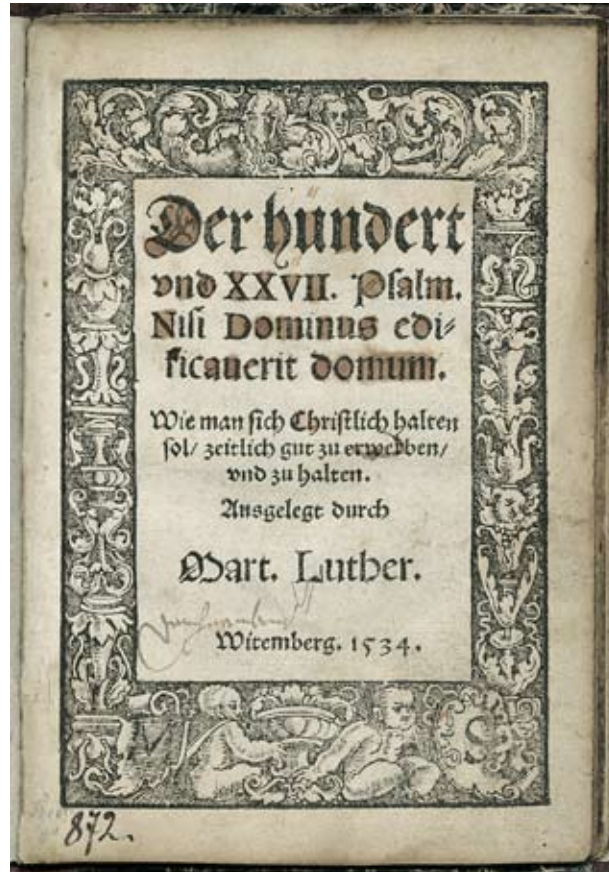 Der hundert
vnd XXVII. Psalm.
Nisi Dominus edi⸗
ficauerit domum.
Wie man sich Christlich halten
sol/ zeitlich gut zu erwerben/
vnd zu halten.
Ausgelegt durch
Mart. Luther.
Witemberg. 1534.
872.